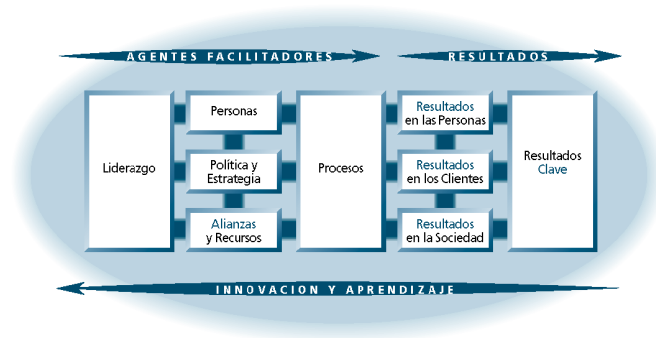 AGENTES FACILITADORES
RESULTADOS
Liderazgo
Personas
Política y
Estrategia
Alianzas
y Recursos
Procesos
Resultados
en las Personas
Resultados
en los Clientes
Resultados
en la Sociedad
Resultados
Clave
INNOVACION Y APRENDIZAJE